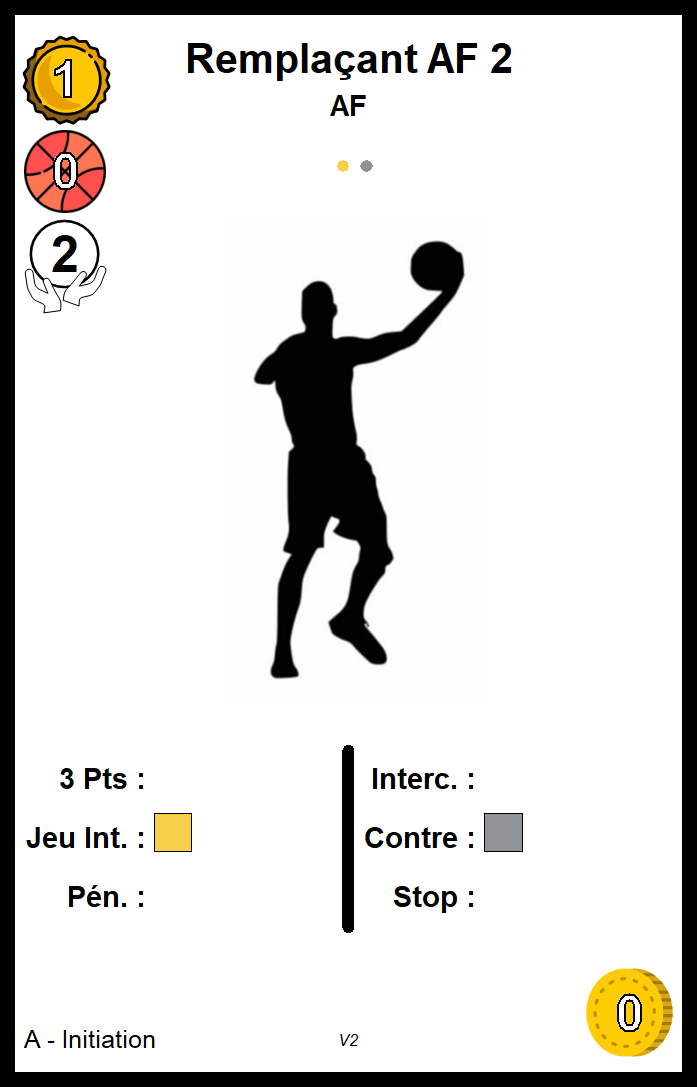 1
Remplaçant AF 2
AF
0
2
3 Pts :
Jeu Int. :
Pén. :
Interc. :
Contre :
Stop :
0
A - Initiation
V2